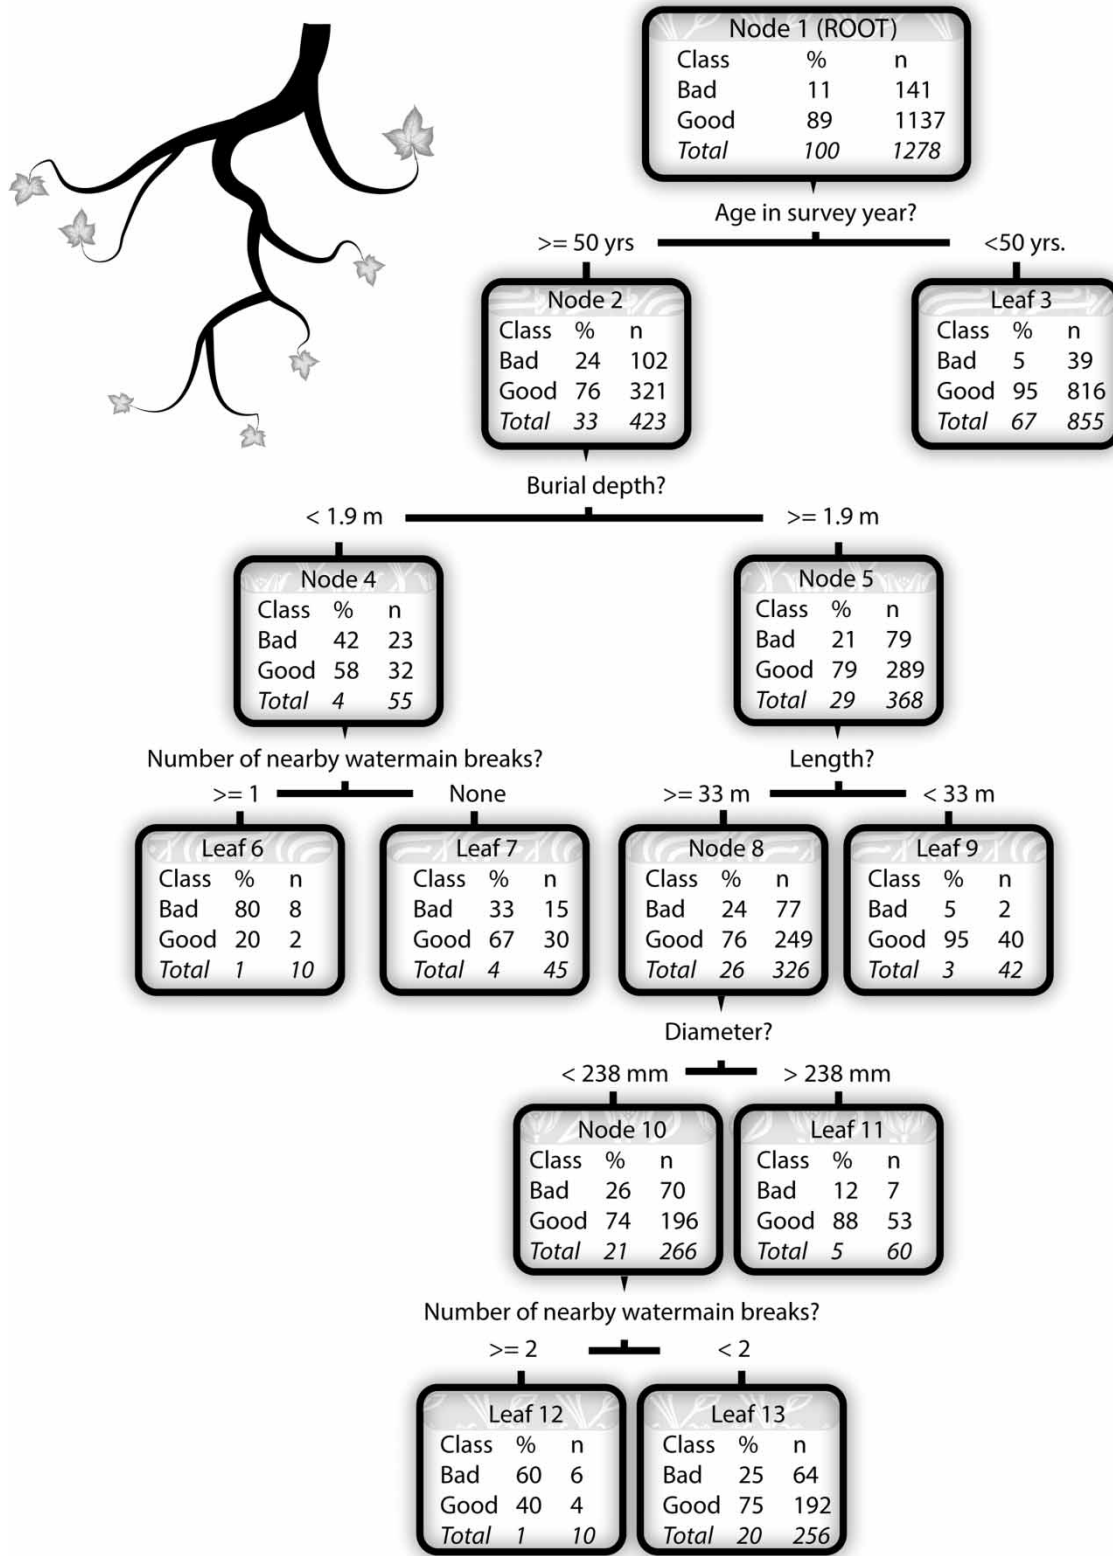 Node 1 (ROOT)
Class % n
Bad 11 141
Good 89 1137
Total 100 1278
Age in survey year?
>= 50 yrs
<50 yrs.
Node 2
Class % n
Bad 24 102
Good 76 321
Total 33 423
Leaf 3
Class % n
Bad 5 39
Good 95 816
Total 67 855
Burial depth?
< 1.9 m
>= 1.9 m
Node 4
Class % n
Bad 42 23
Good 58 32
Total 4 55
Node 5
Class % n
Bad 21 79
Good 79 289
Total 29 368
Number of nearby watermain breaks?
>= 1
None
Length?
>= 33 m
< 33 m
Leaf 6
Class % n
Bad 80 8
Good 20 2
Total 1 10
Leaf 7
Class % n
Bad 33 15
Good 67 30
Total 4 45
Node 8
Class % n
Bad 24 77
Good 76 249
Total 26 326
Leaf 9
Class % n
Bad 5 2
Good 95 40
Total 3 42
Diameter?
< 238 mm
> 238 mm
Node 10
Class % n
Bad 26 70
Good 74 196
Total 21 266
Leaf 11
Class % n
Bad 12 7
Good 88 53
Total 5 60
Number of nearby watermain breaks?
>= 2
< 2
Leaf 12
Class % n
Bad 60 6
Good 40 4
Total 1 10
Leaf 13
Class % n
Bad 25 64
Good 75 192
Total 20 256